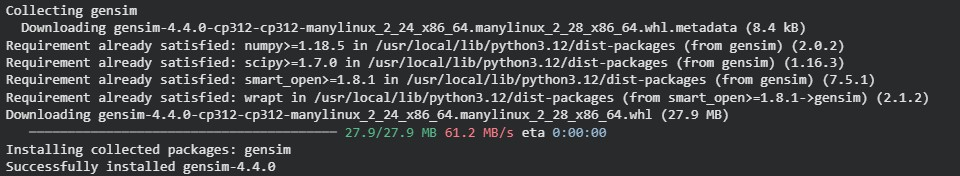 Collecting gensim
  Downloading gensim-4.4.0-cp312-cp312-manylinux_2_24_x86_64.manylinux_2_28_x86_64.whl.metadata (8.4 kB)
Requirement already satisfied: numpy>=1.18.5 in /usr/local/lib/python3.12/dist-packages (from gensim) (2.0.2)
Requirement already satisfied: scipy>=1.7.0 in /usr/local/lib/python3.12/dist-packages (from gensim) (1.16.3)
Requirement already satisfied: smart_open>=1.8.1 in /usr/local/lib/python3.12/dist-packages (from gensim) (7.5.1)
Requirement already satisfied: wrapt in /usr/local/lib/python3.12/dist-packages (from smart_open>=1.8.1->gensim) (2.1.2)
Downloading gensim-4.4.0-cp312-cp312-manylinux_2_24_x86_64.manylinux_2_28_x86_64.whl (27.9 MB)
27.9/27.9 MB 61.2 MB/s eta 0:00:00
Installing collected packages: gensim
Successfully installed gensim-4.4.0